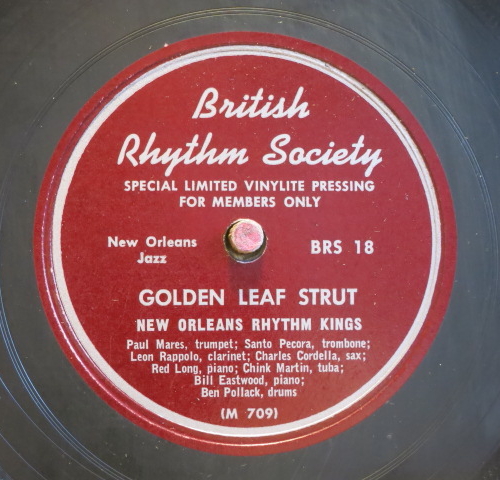 British
Rhythm Society
SPECIAL LIMITED VINYLITE PRESSING
FOR MEMBERS ONLY
New Orleans
Jazz
BRS 18
GOLDEN LEAF STRUT
NEW ORLEANS RHYTHM KINGS
Paul Mares, trumpet; Santo Pecora, trombone;
Leon Rappolo, clarinet; Charles Cordella, sax;
Red Long, piano; Chink Martin, tuba;
Bill Eastwood, piano;
Ben Pollack, drums
(M 709)